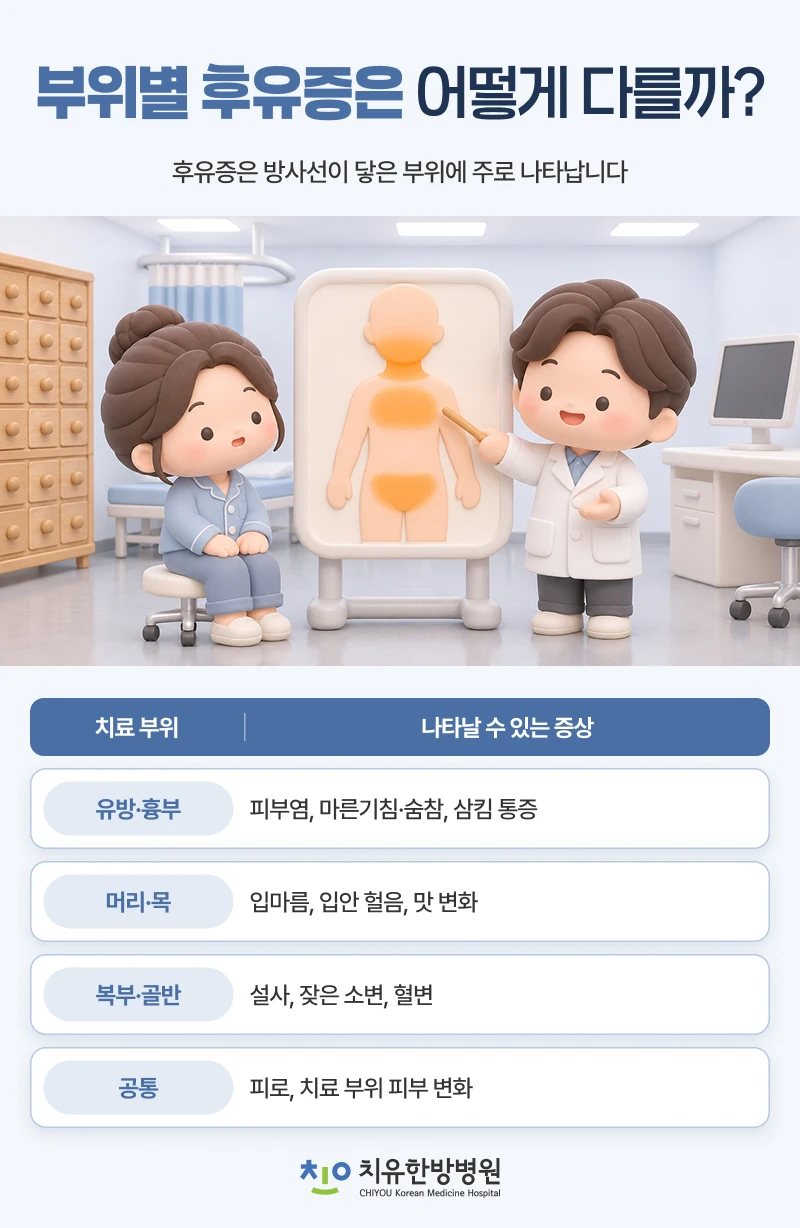 부위별 후유증은 어떻게 다를까?
후유증은 방사선이 닿은 부위에 주로 나타납니다
치료 부위 나타날 수 있는 증상
유방·흉부 피부염, 마른기침·숨참, 삼킴 통증
머리·목 입마름, 입안 헐음, 맛 변화
복부·골반 설사, 잦은 소변, 혈변
공통 피로, 치료 부위 피부 변화
치유 치유한방병원
CHIYOU Korean Medicine Hospital